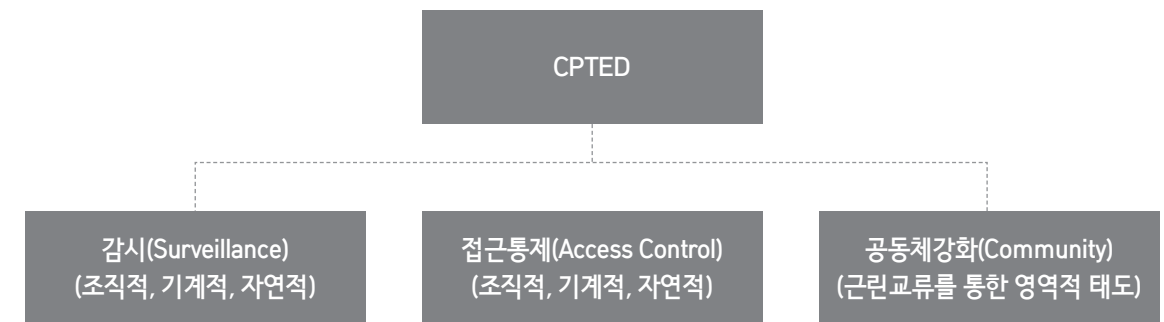 CPTED
감시(Surveillance)
(조직적, 기계적, 자연적)
접근통제(Access Control)
(조직적, 기계적, 자연적)
공동체강화(Community)
(근린교류를 통한 영역적 태도)